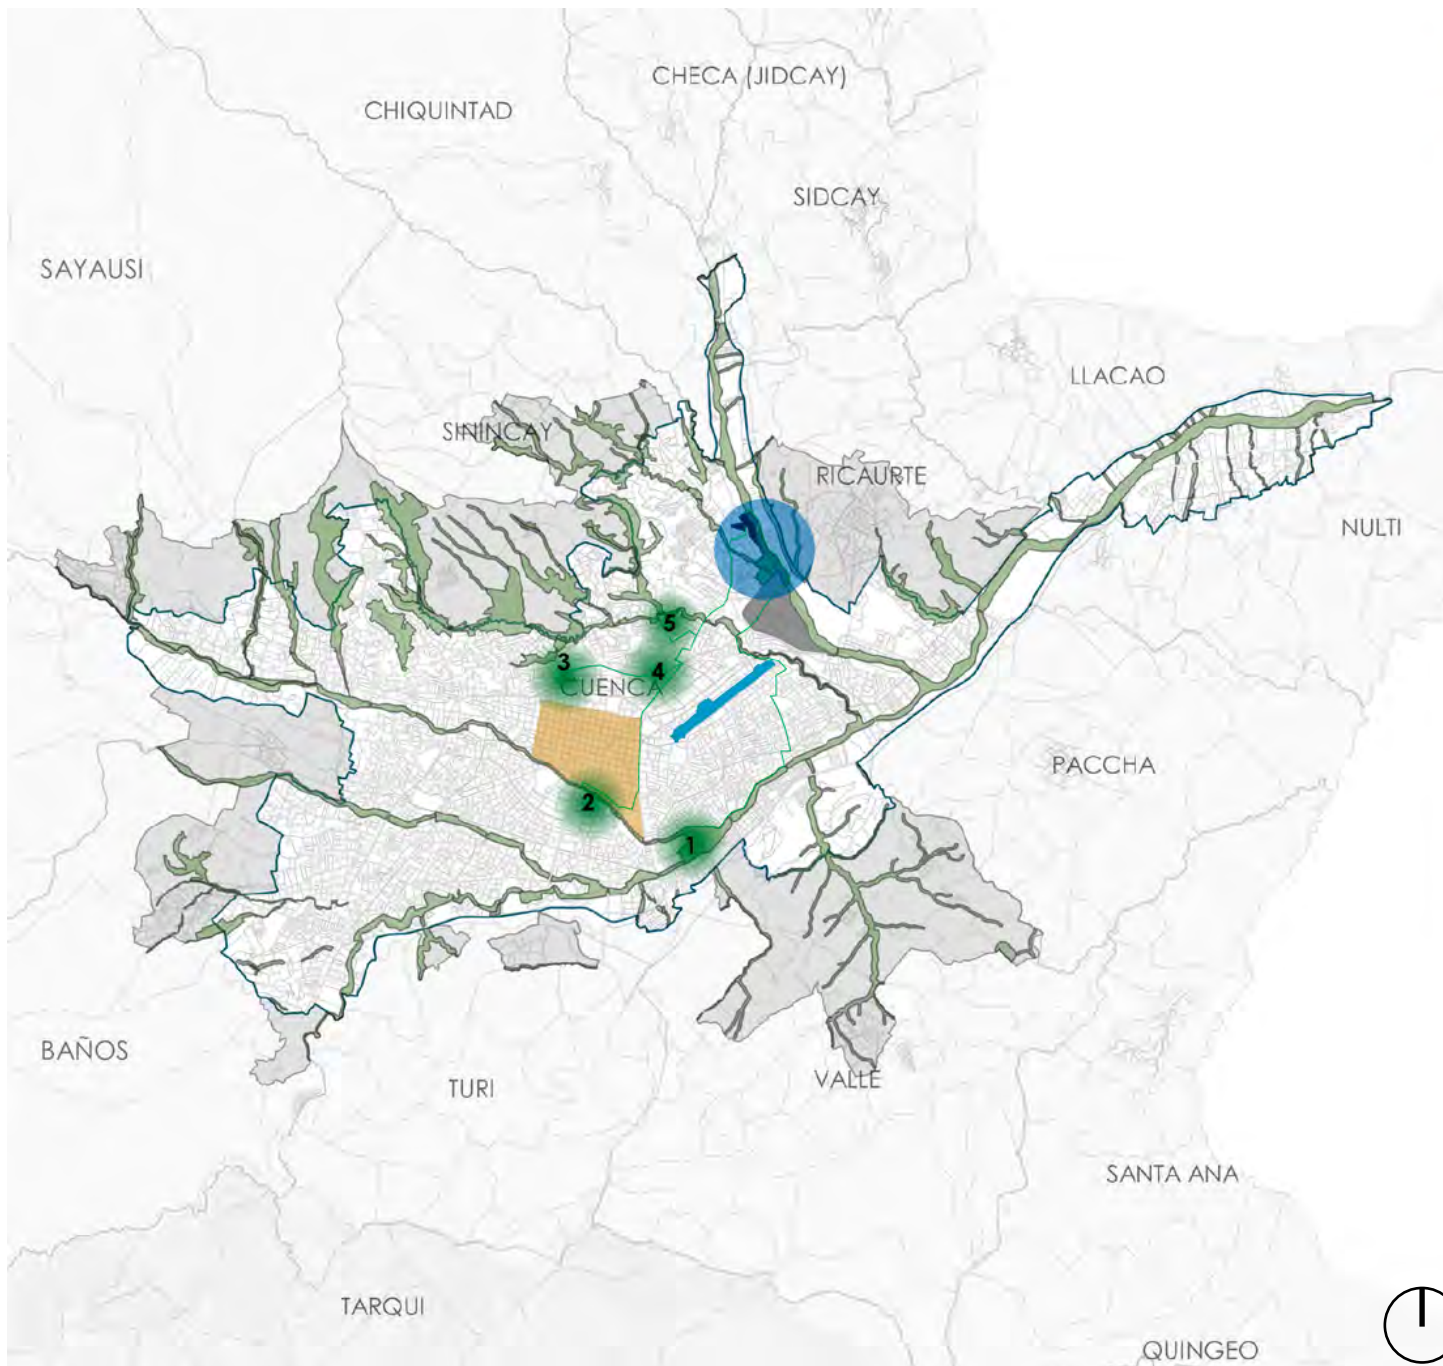 CHECA (JIDCAY)
CHIQUINTAD
SIDCAY
SAYAUSI
LLACAO
SININCAY
RICAURTE
NULTI
5
3
4
CUENCA
PACCHA
2
1
BAÑOS
VALLE
TURI
SANTA ANA
TARQUI
QUINGEO